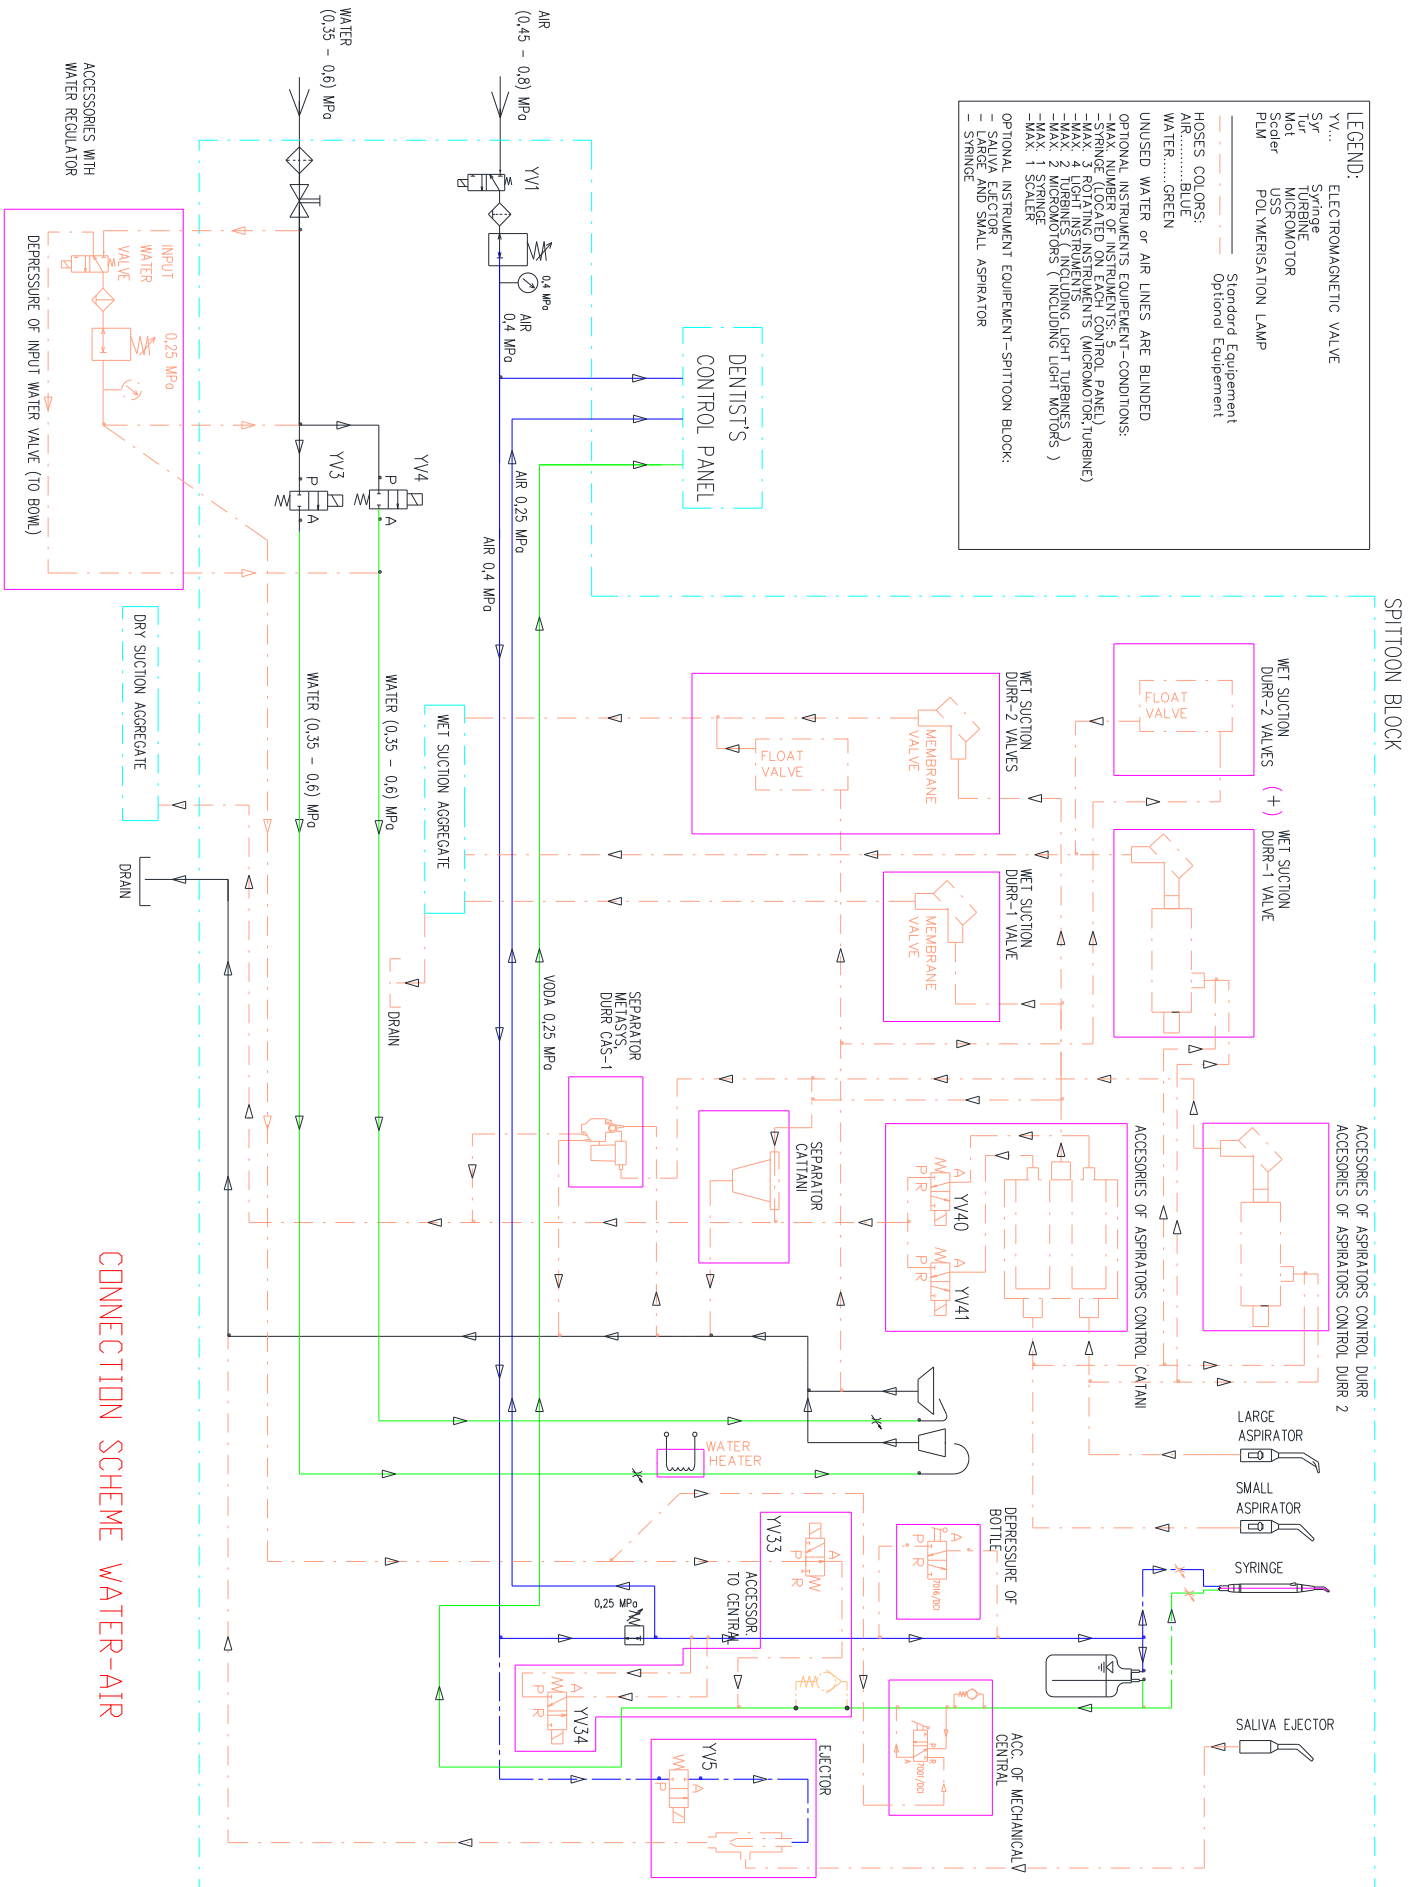 LEGEND:
YV... ELECTROMAGNETIC VALVE
Syr Syringe
Tur TURBINE
Mot MICROMOTOR
Scaler USS
PLM POLYMERISATION LAMP
Standard Equipement
Optional Equipement
HOSES COLORS:
AIR..........BLUE
WATER......GREEN
UNUSED WATER or AIR LINES ARE BLINDED
OPTIONAL INSTRUMENTS EQUIPEMENT-CONDITIONS:
-MAX. NUMBER OF INSTRUMENTS: 5
-SYRINGE (LOCATED ON EACH CONTROL PANEL)
-MAX. 3 ROTATING INSTRUMENTS (MICROMOTOR,TURBINE)
-MAX. 4 LIGHT INSTRUMENTS
-MAX. 2 TURBINES ( INCLUDING LIGHT TURBINES )
-MAX. 2 MICROMOTORS ( INCLUDING LIGHT MOTORS )
-MAX. 1 SYRINGE
-MAX. 1 SCALER
OPTIONAL INSTRUMENT EQUIPEMENT-SPITTOON BLOCK:
- SALIVA EJECTOR
- LARGE AND SMALL ASPIRATOR
- SYRINGE
SPITTOON BLOCK
AIR
(0,45 - 0,8) MPa
WATER
(0,35 - 0,6) MPa
ACCESSORIES WITH
WATER REGULATOR
YV1
0,4 MPa
AIR
0,4 MPa
DENTIST'S
CONTROL PANEL
INPUT
WATER
VALVE
0,25 MPa
DEPRESSURE OF INPUT WATER VALVE (TO BOWL)
YV3
P
A
YV4
P
A
AIR 0,25 MPa
AIR 0,4 MPa
WATER (0,35 - 0,6) MPa
WATER (0,35 - 0,6) MPa
DRY SUCTION AGGREGATE
DRAIN
WET SUCTION AGGREGATE
DRAIN
VODA 0,25 MPa
WET SUCTION
DURR-2 VALVES
FLOAT
VALVE
(+)
WET SUCTION
DURR-1 VALVE
WET SUCTION
DURR-2 VALVES
MEMBRANE
VALVE
FLOAT
VALVE
WET SUCTION
DURR-1 VALVE
MEMBRANE
VALVE
SEPARATOR
METASYS,
DURR CAS-1
SEPARATOR
CATTANI
ACCESORIES OF ASPIRATORS CONTROL DURR
ACCESORIES OF ASPIRATORS CONTROL DURR 2
ACCESORIES OF ASPIRATORS CONTROL CATANI
YV40
A
P R
YV41
A
P R
WATER
HEATER
LARGE
ASPIRATOR
SMALL
ASPIRATOR
SYRINGE
SALIVA EJECTOR
DEPRESSURE OF
BOTTLE
A
P R
7016/DCI
YV33
A
P R
ACCESSOR.
TO CENTRAL
0,25 MPa
YV34
A
P R
ACC. OF MECHANICAL
CENTRAL
P R
A
7001/DCI
EJECTOR
YV5
A
P
CONNECTION SCHEME WATER-AIR